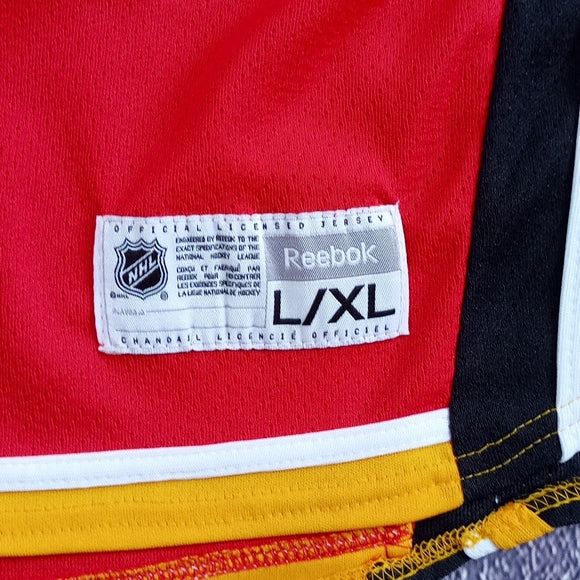 OFFICIAL LICENSED JERSEY
NHL
©NHL
ENGINEERED BY REEBOK TO THE
EXACT SPECIFICATIONS OF THE
NATIONAL HOCKEY LEAGUE
CONÇU ET FABRIQUÉ PAR
REEBOK POUR RENCONTRER
LES EXIGENCES SPÉCIFIQUES DE
LA LIGUE NATIONALE DE HOCKEY
Reebok
L/XL
CHANDAIL LICENCIÉ OFFICIEL